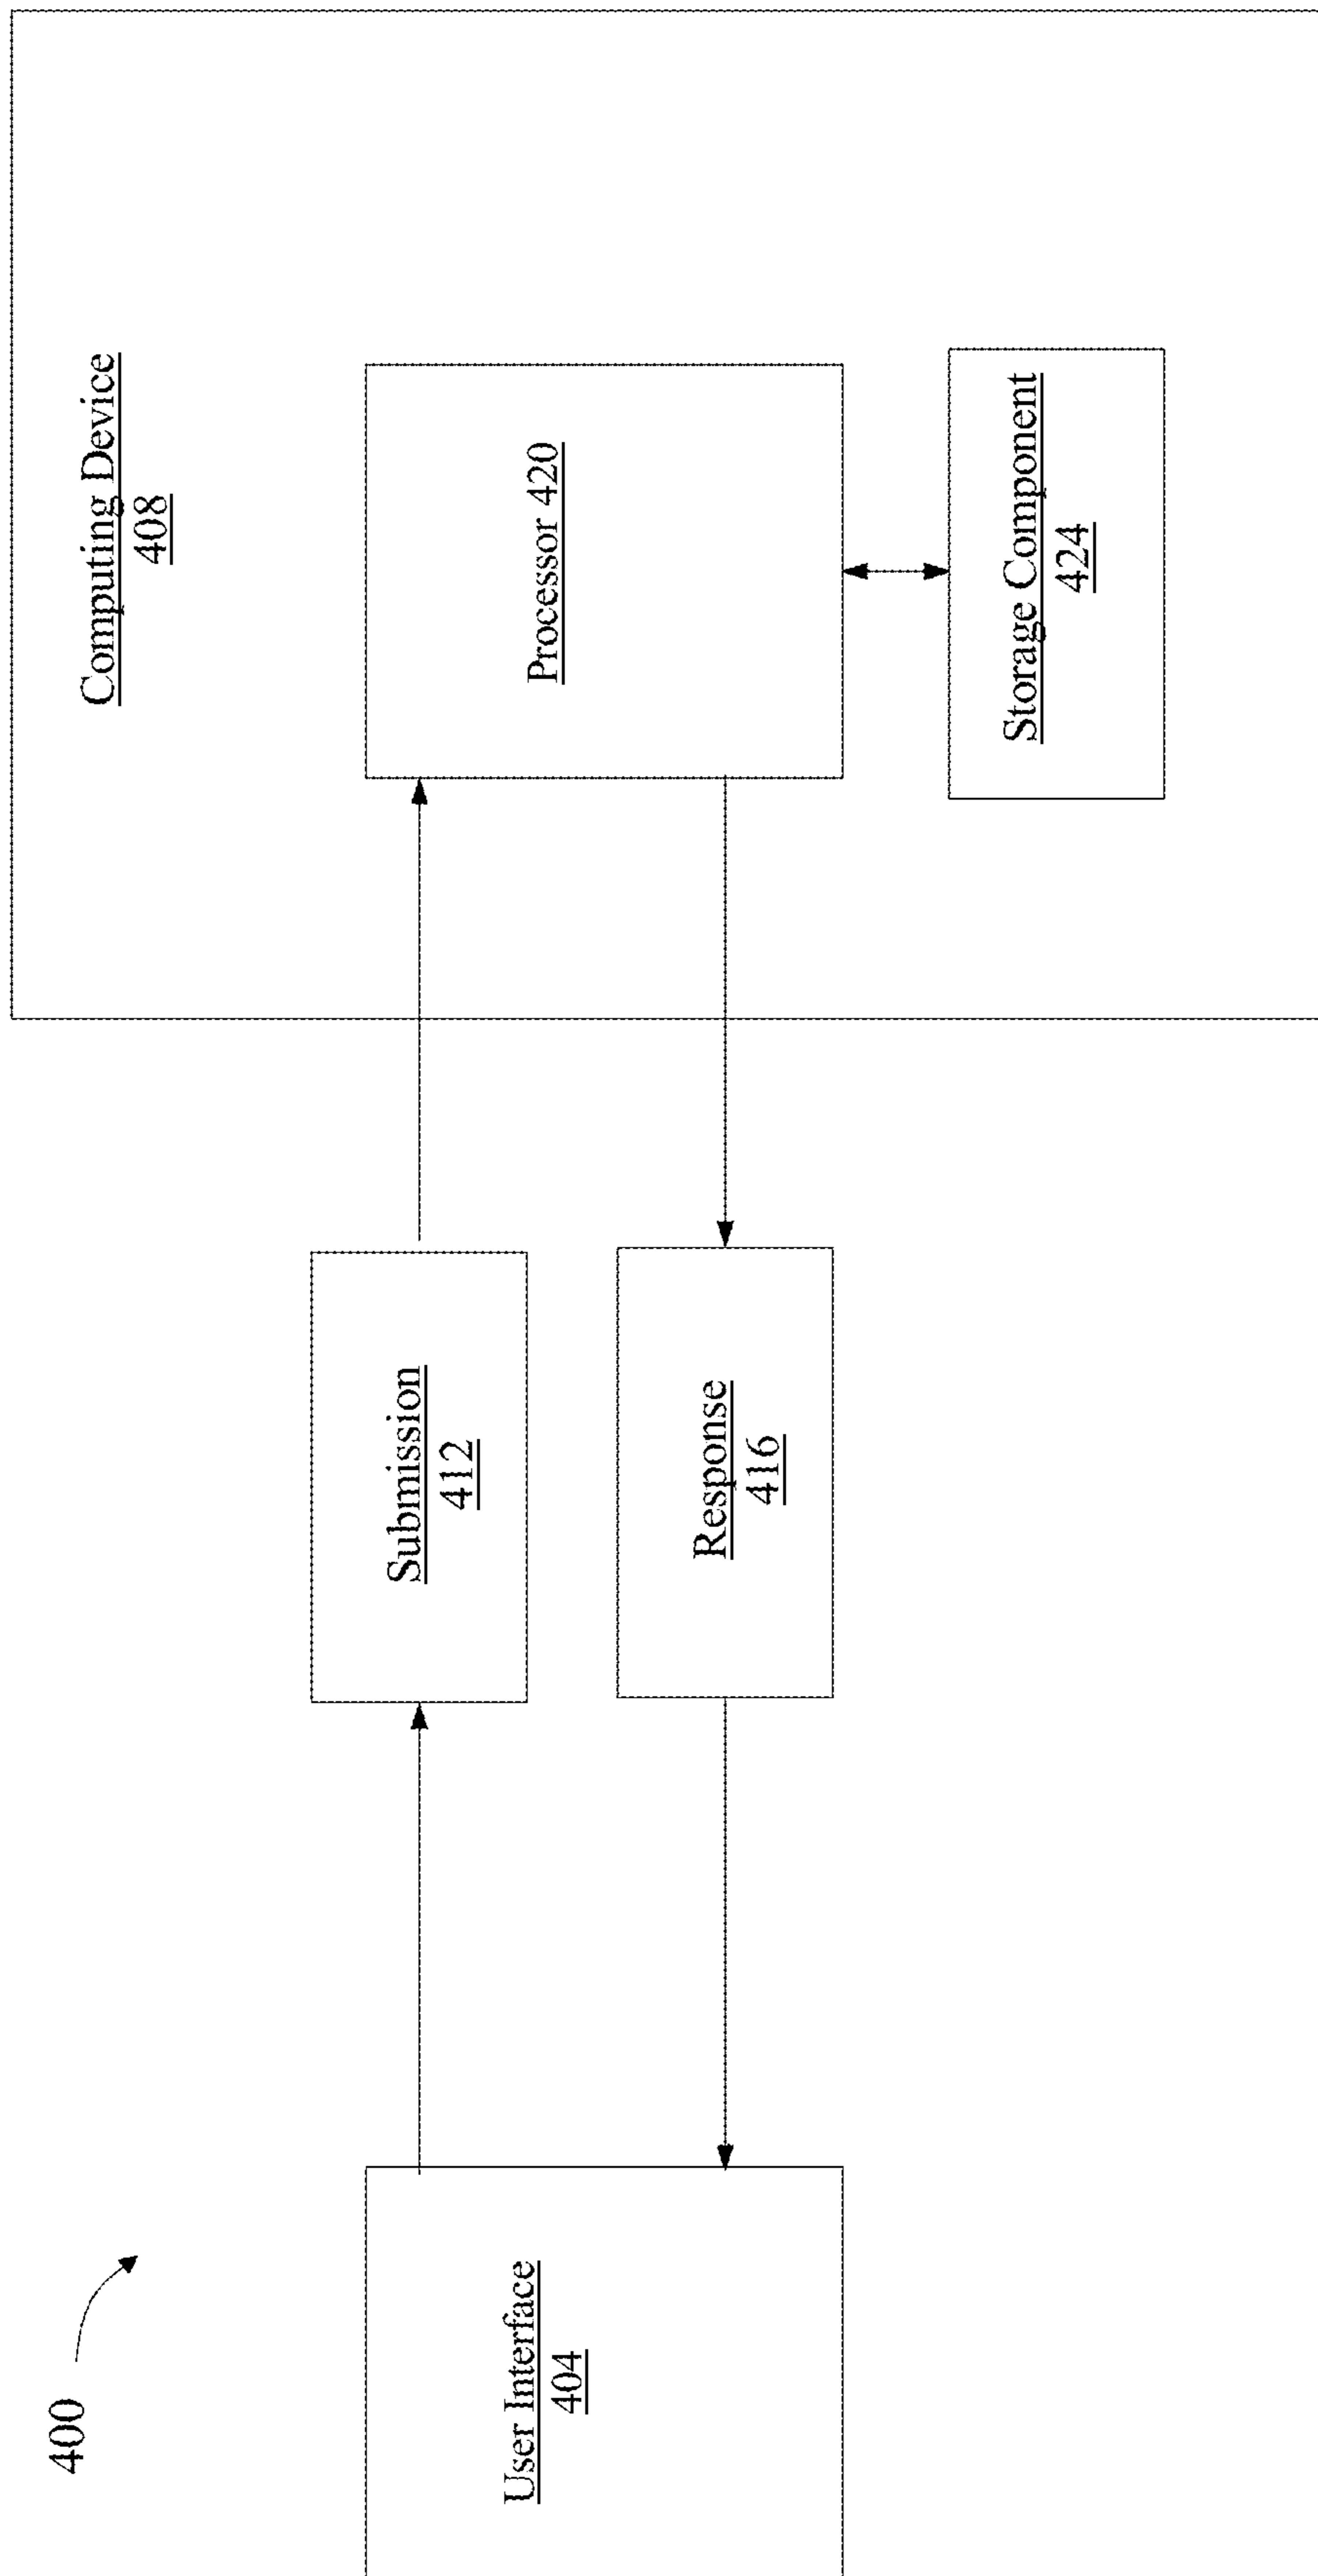 400
User Interface
404
Submission
412
Response
416
Computing Device
408
Processor 420
Storage Component
424